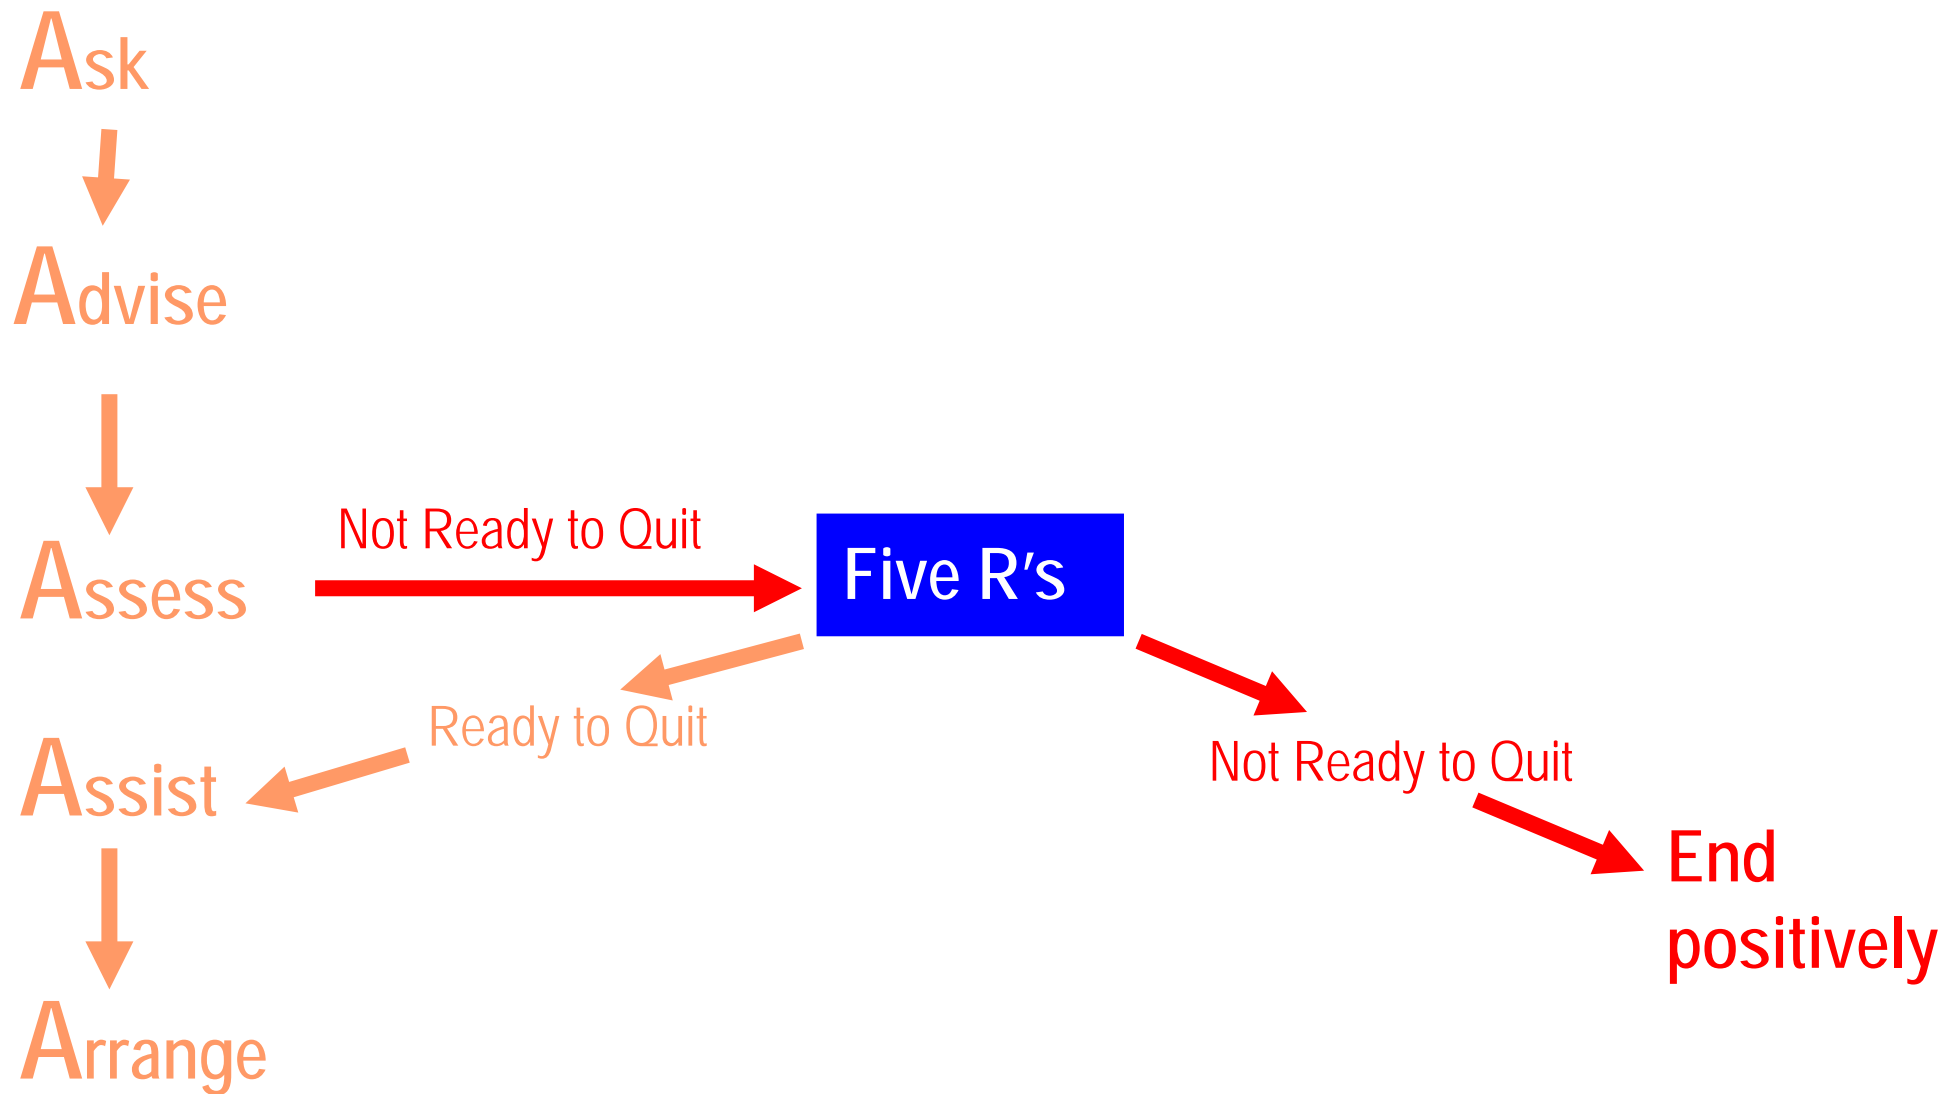 Ask
Advise
Not Ready to Quit
Five R's
Assess
Ready to Quit
Not Ready to Quit
Assist
End
positively
Arrange